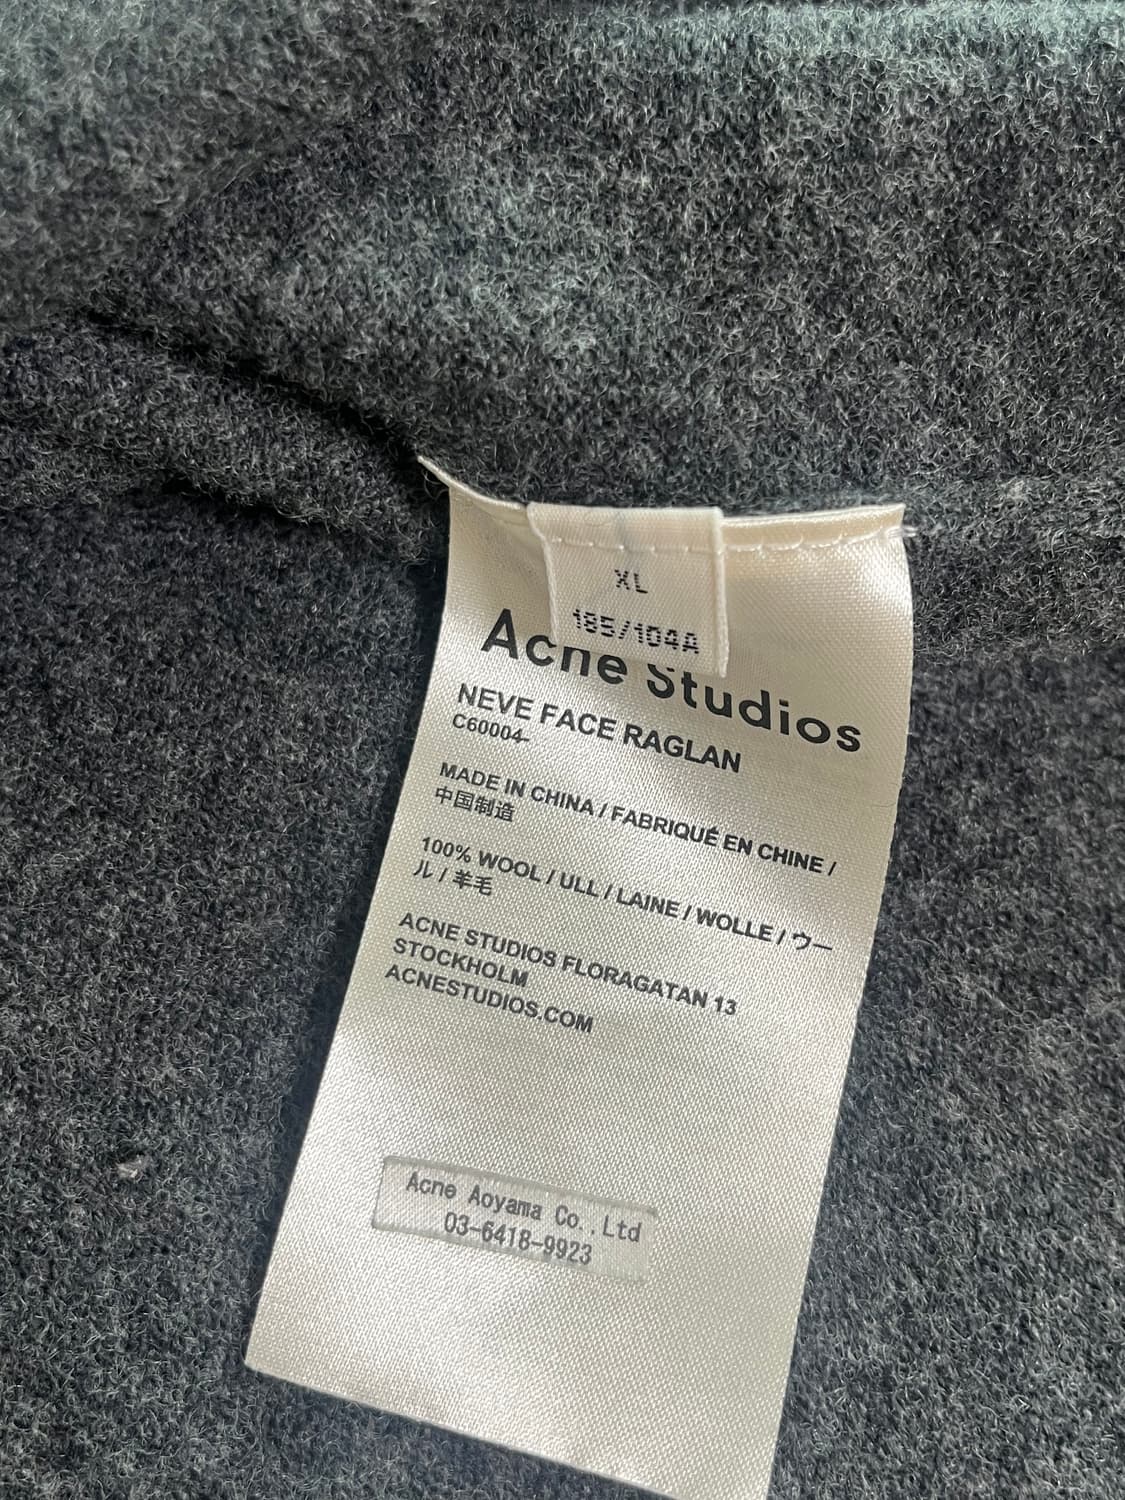 XL
185/104A
Acne Studios
NEVE FACE RAGLAN
C60004-
MADE IN CHINA / FABRIQUÉ EN CHINE /
中国制造
100% WOOL / ULL / LAINE / WOLLE / ウー
ル / 羊毛
ACNE STUDIOS FLORAGATAN 13
STOCKHOLM
ACNESTUDIOS.COM
Acne Aoyama Co.,Ltd
03-6418-9923